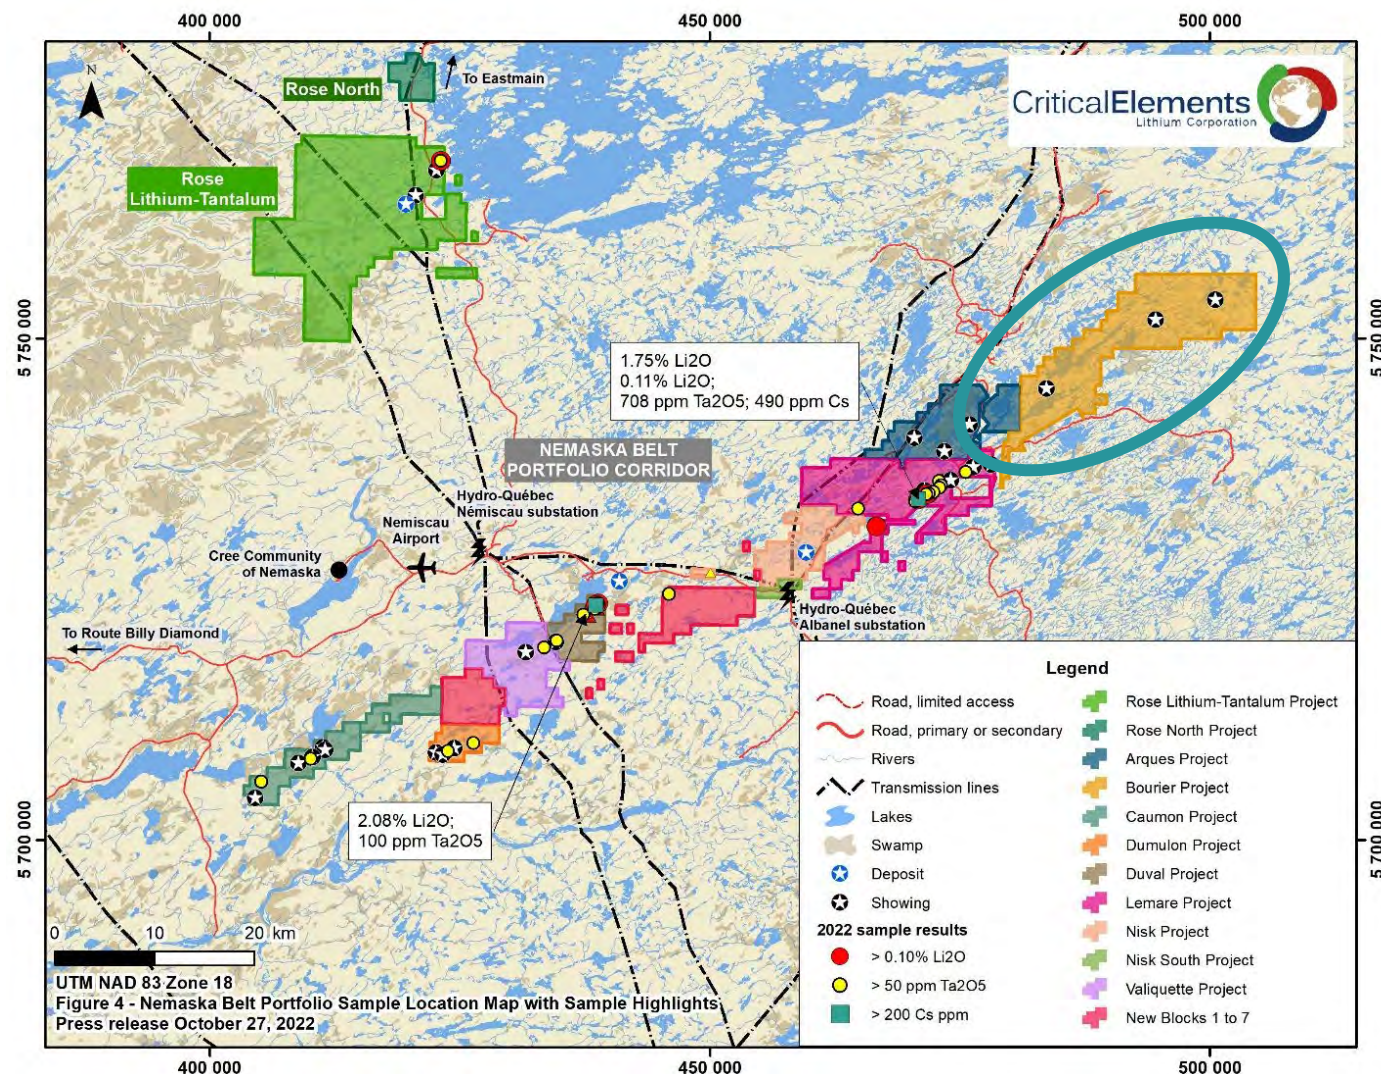 400 000
450 000
500 000
N
Rose North
To Eastmain
CriticalElements
Lithium Corporation
Rose
Lithium-Tantalum
5 750 000
5 750 000
1.75% Li2O
0.11% Li2O;
708 ppm Ta2O5; 490 ppm Cs
NEMASKA BELT
PORTFOLIO CORRIDOR
Hydro-Québec
Némiscau substation
Nemiscau
Airport
Cree Community
of Nemaska
Hydro-Québec
Albanel substation
To Route Billy Diamond
2.08% Li2O;
100 ppm Ta2O5
5 700 000
5 700 000
Legend
Road, limited access
Road, primary or secondary
Rivers
Transmission lines
Lakes
Swamp
Deposit
Showing
2022 sample results
> 0.10% Li2O
> 50 ppm Ta2O5
> 200 Cs ppm
Rose Lithium-Tantalum Project
Rose North Project
Arques Project
Bourier Project
Caumon Project
Dumulon Project
Duval Project
Lemare Project
Nisk Project
Nisk South Project
Valiquette Project
New Blocks 1 to 7
0 10 20 km
UTM NAD 83 Zone 18
Figure 4 - Nemaska Belt Portfolio Sample Location Map with Sample Highlights
Press release October 27, 2022
400 000
450 000
500 000